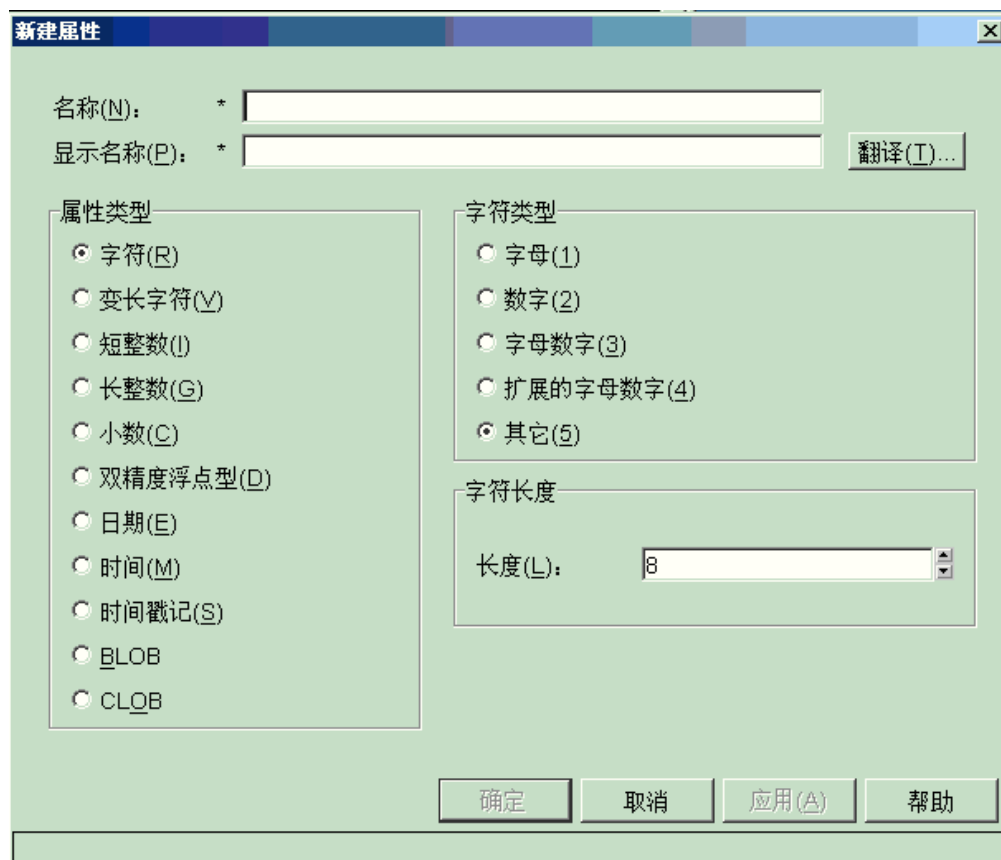 新建属性
名称(N)： *
显示名称(P)： *
翻译(T)...
属性类型
字符(R)
变长字符(V)
短整数(I)
长整数(G)
小数(C)
双精度浮点型(D)
日期(E)
时间(M)
时间戳记(S)
BLOB
CLOB
字符类型
字母(1)
数字(2)
字母数字(3)
扩展的字母数字(4)
其它(5)
字符长度
长度(L)： 8
确定 取消 应用(A) 帮助